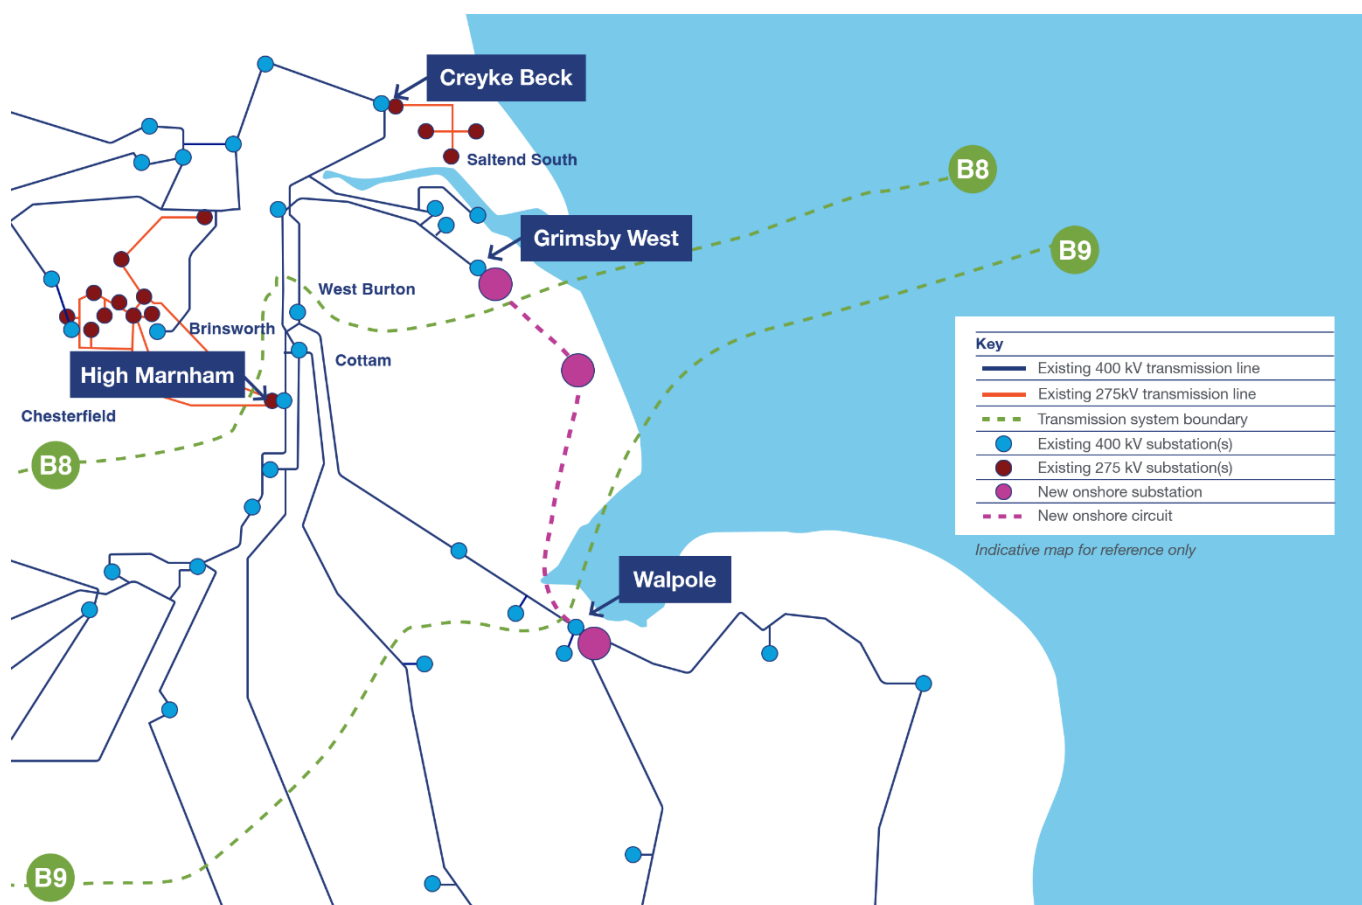 Creyke Beck
Saltend South
B8
Grimsby West
B9
West Burton
Brinsworth
Cottam
High Marnham
Chesterfield
B8
Key
Existing 400 kV transmission line
Existing 275kV transmission line
Transmission system boundary
Existing 400 kV substation(s)
Existing 275 kV substation(s)
New onshore substation
New onshore circuit
Indicative map for reference only
Walpole
B9